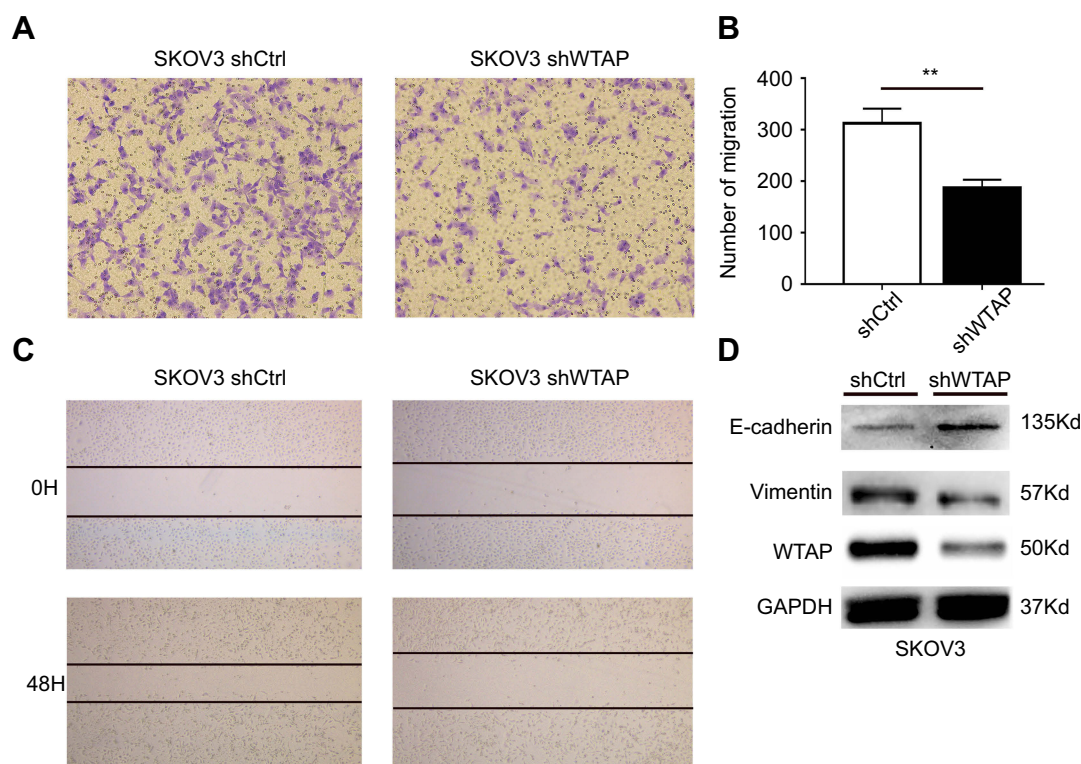 A
SKOV3 shCtrl
SKOV3 shWTAP
B
**
400
300
200
100
0
Number of migration
shCtrl
shWTAP
C
SKOV3 shCtrl
SKOV3 shWTAP
0H
48H
D
shCtrl shWTAP
E-cadherin 135Kd
Vimentin 57Kd
WTAP 50Kd
GAPDH 37Kd
SKOV3